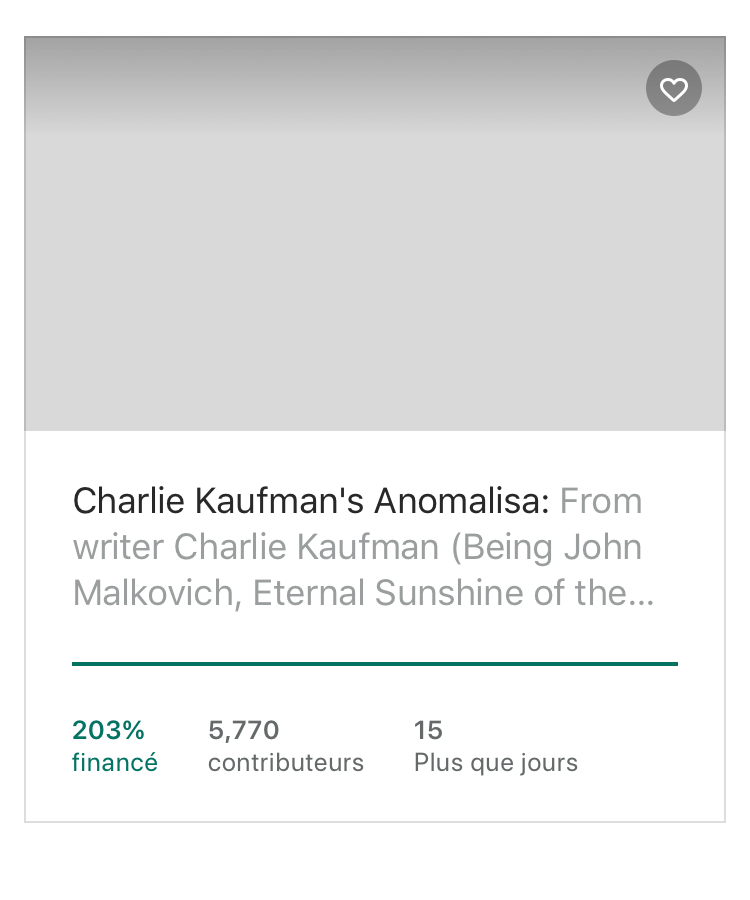 Charlie Kaufman's Anomalisa: From
writer Charlie Kaufman (Being John
Malkovich, Eternal Sunshine of the...
203% 5,770 15
financé contributeurs Plus que jours